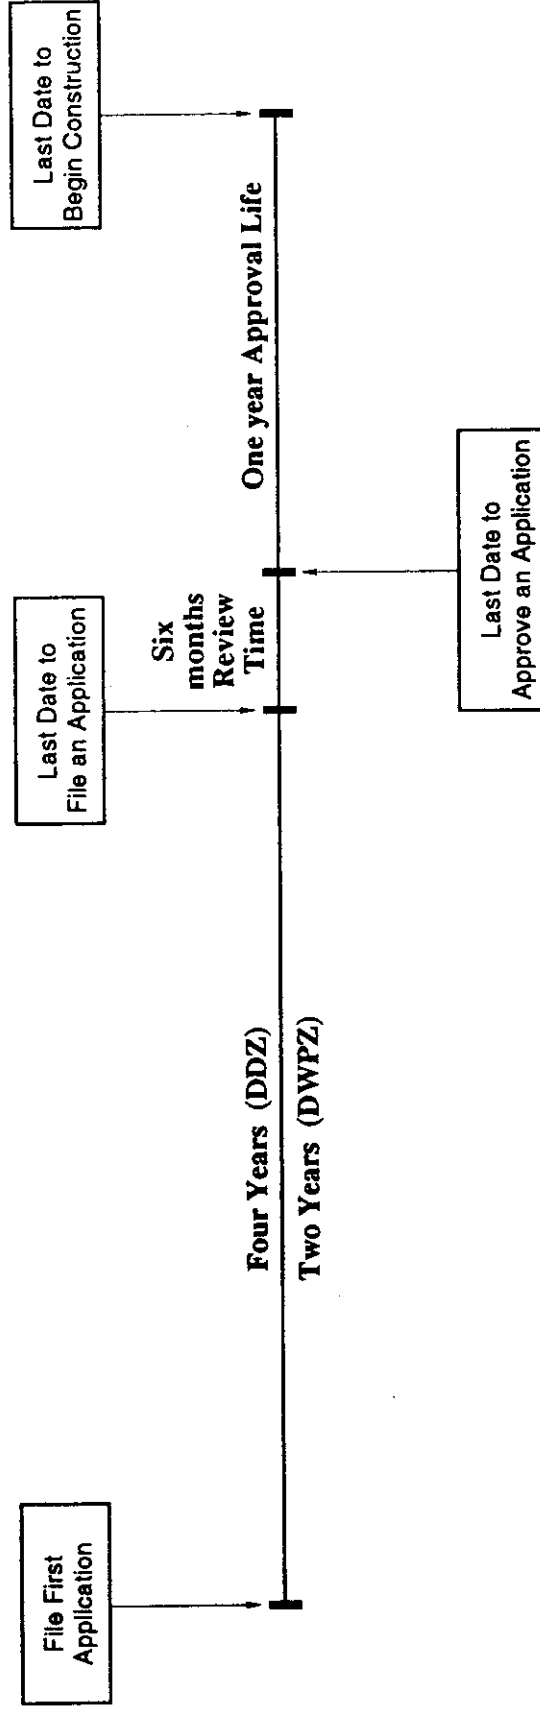 File First
Application
Four Years (DDZ)
Two Years (DWPZ)
Last Date to
File an Application
Six
months
Review
Time
Last Date to
Approve an Application
One year Approval Life
Last Date to
Begin Construction